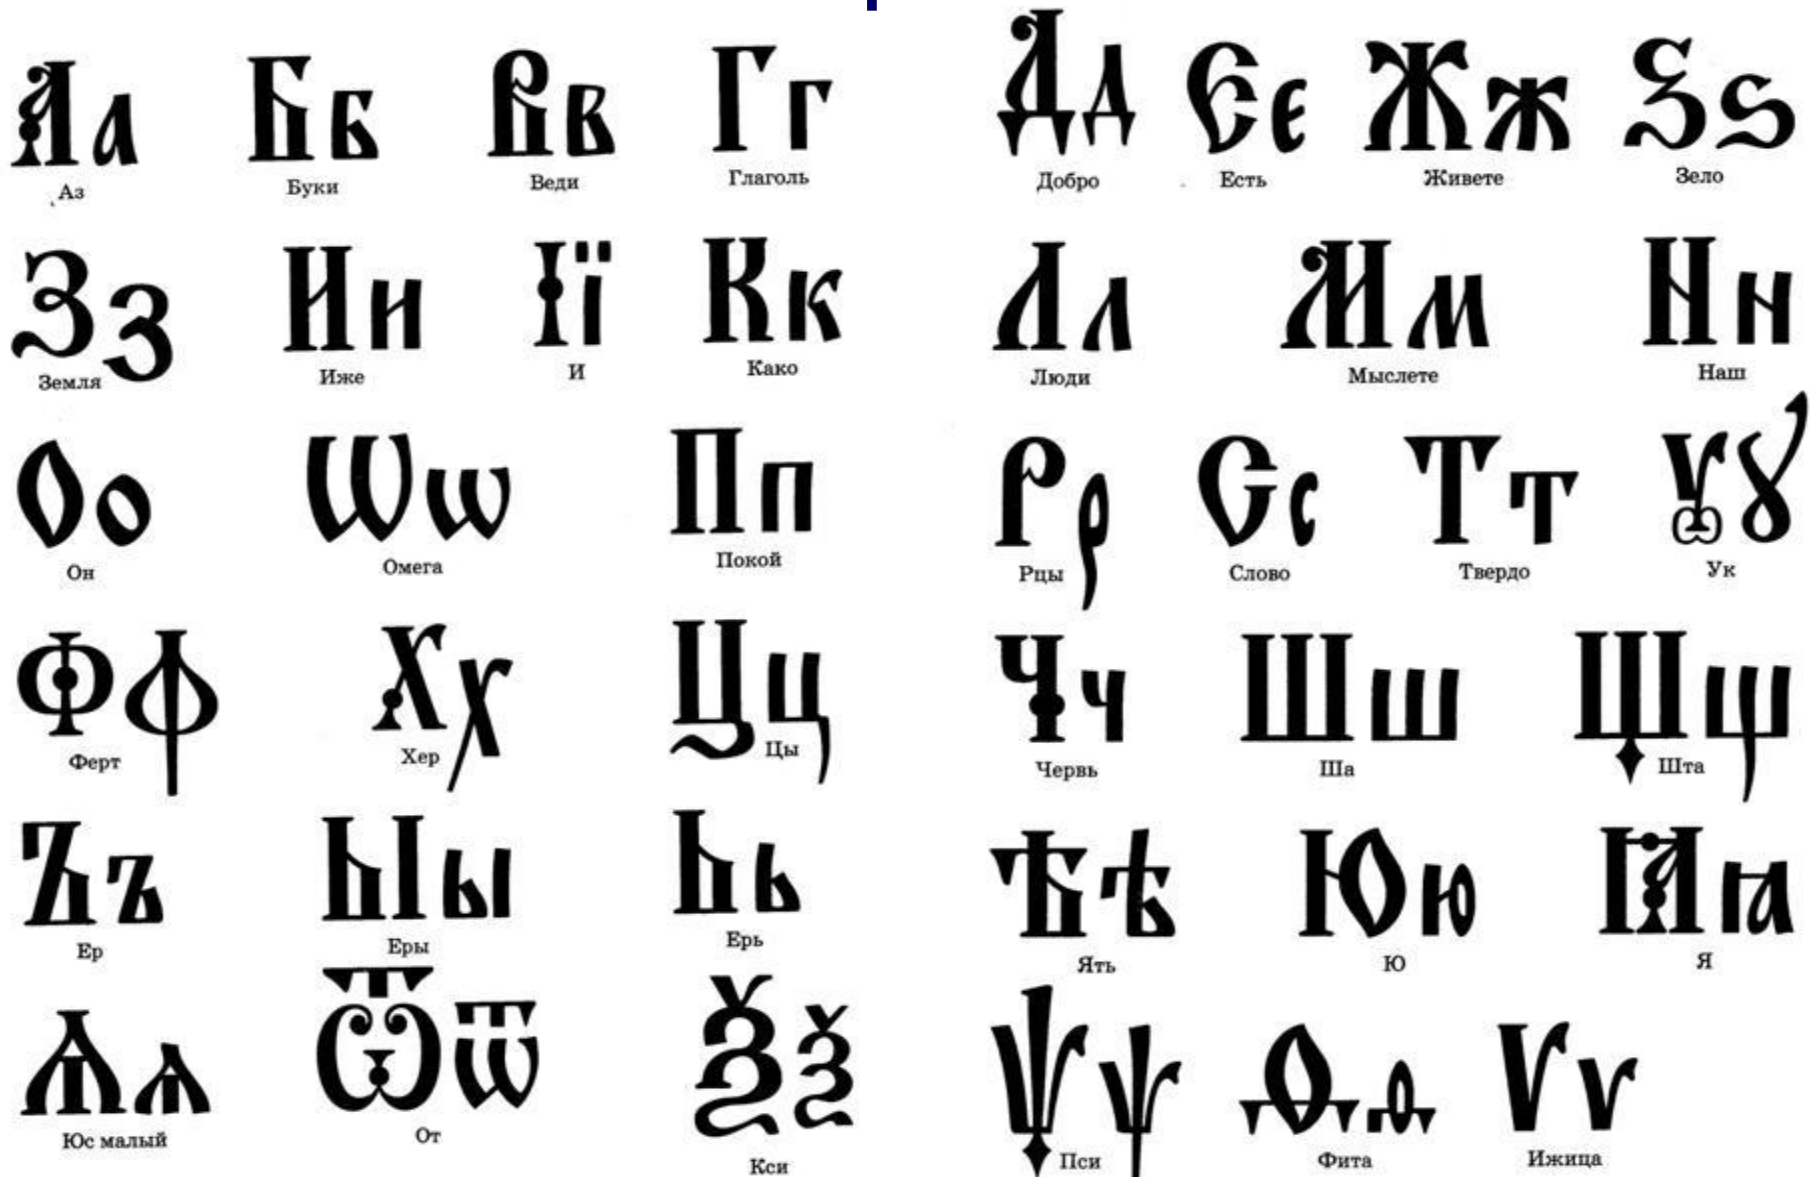 Аа Бб Вв Гг Дд Єє Жж Ѕѕ
Аз Буки Веди Глаголь Добро Есть Живете Зело
Зз Ии Її Кк Лл Мм Нн
Земля Иже И Како Люди Мыслете Наш
Оо Ѡѡ Пп Рр Сс Тт Ѹꙋ
Он Омега Покой Рцы Слово Твердо Ук
Фф Хх Цц Чч Шш Щщ
Ферт Хер Цы Червь Ша Шта
Ъъ Ыы Ьь Ѣѣ Юю Ꙗꙗ
Ер Еры Ерь Ять Ю Я
Ѧѧ Ѿѿ Ѯѯ Ѱѱ Ѳѳ Ѵѵ
Юс малый От Кси Пси Фита Ижица